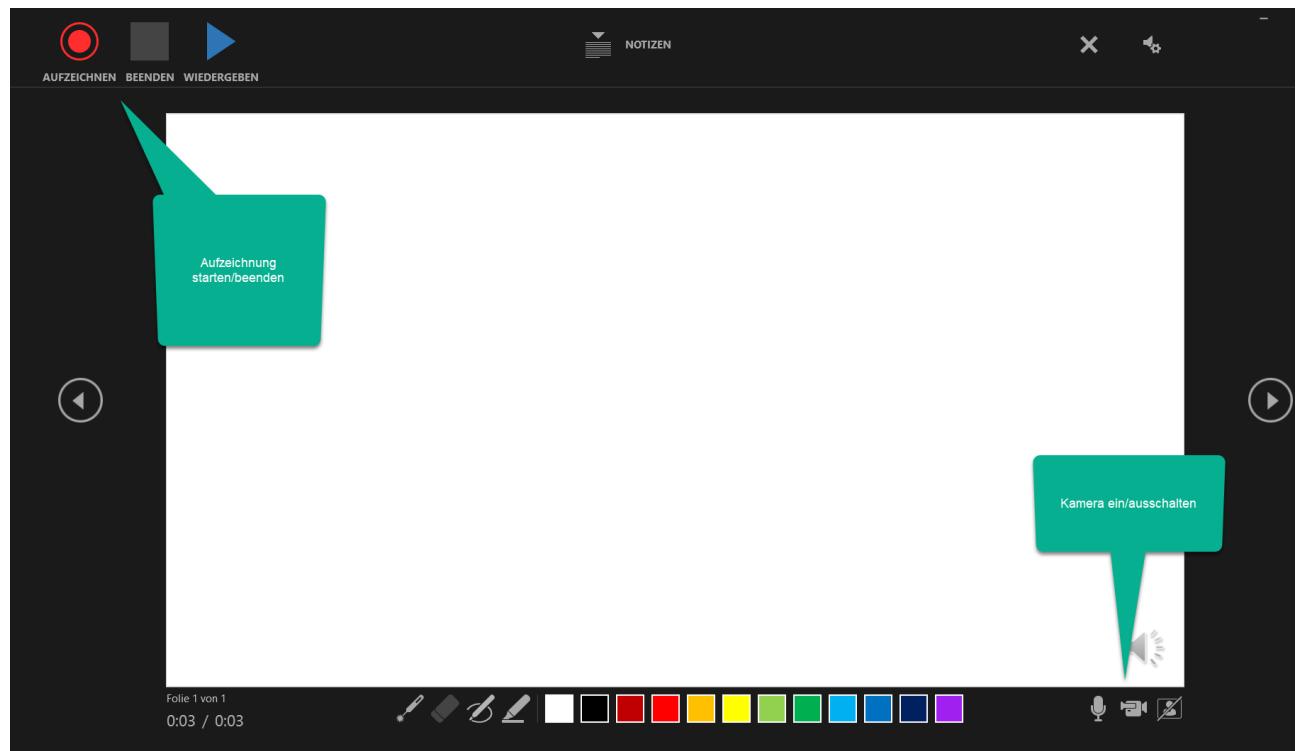 AUFZEICHNEN BEENDEN WIEDERGEBEN
NOTIZEN
Aufzeichnung
starten/beenden
Kamera ein/ausschalten
Folie 1 von 1
0:03 / 0:03